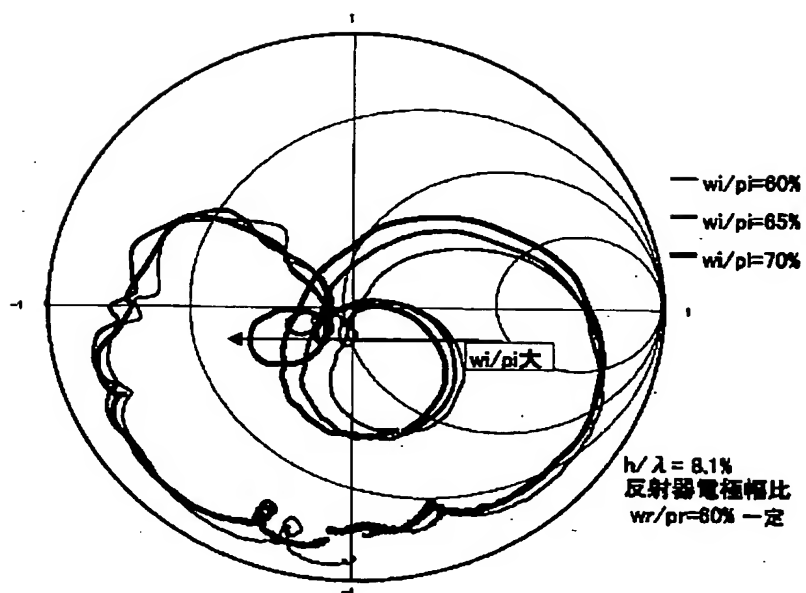 1
wi/pi=60%
wi/pi=65%
wi/pi=70%
-1
1
wi/pi大
h/λ=8.1%
反射器電極幅比
wr/pr=60% 一定
-1